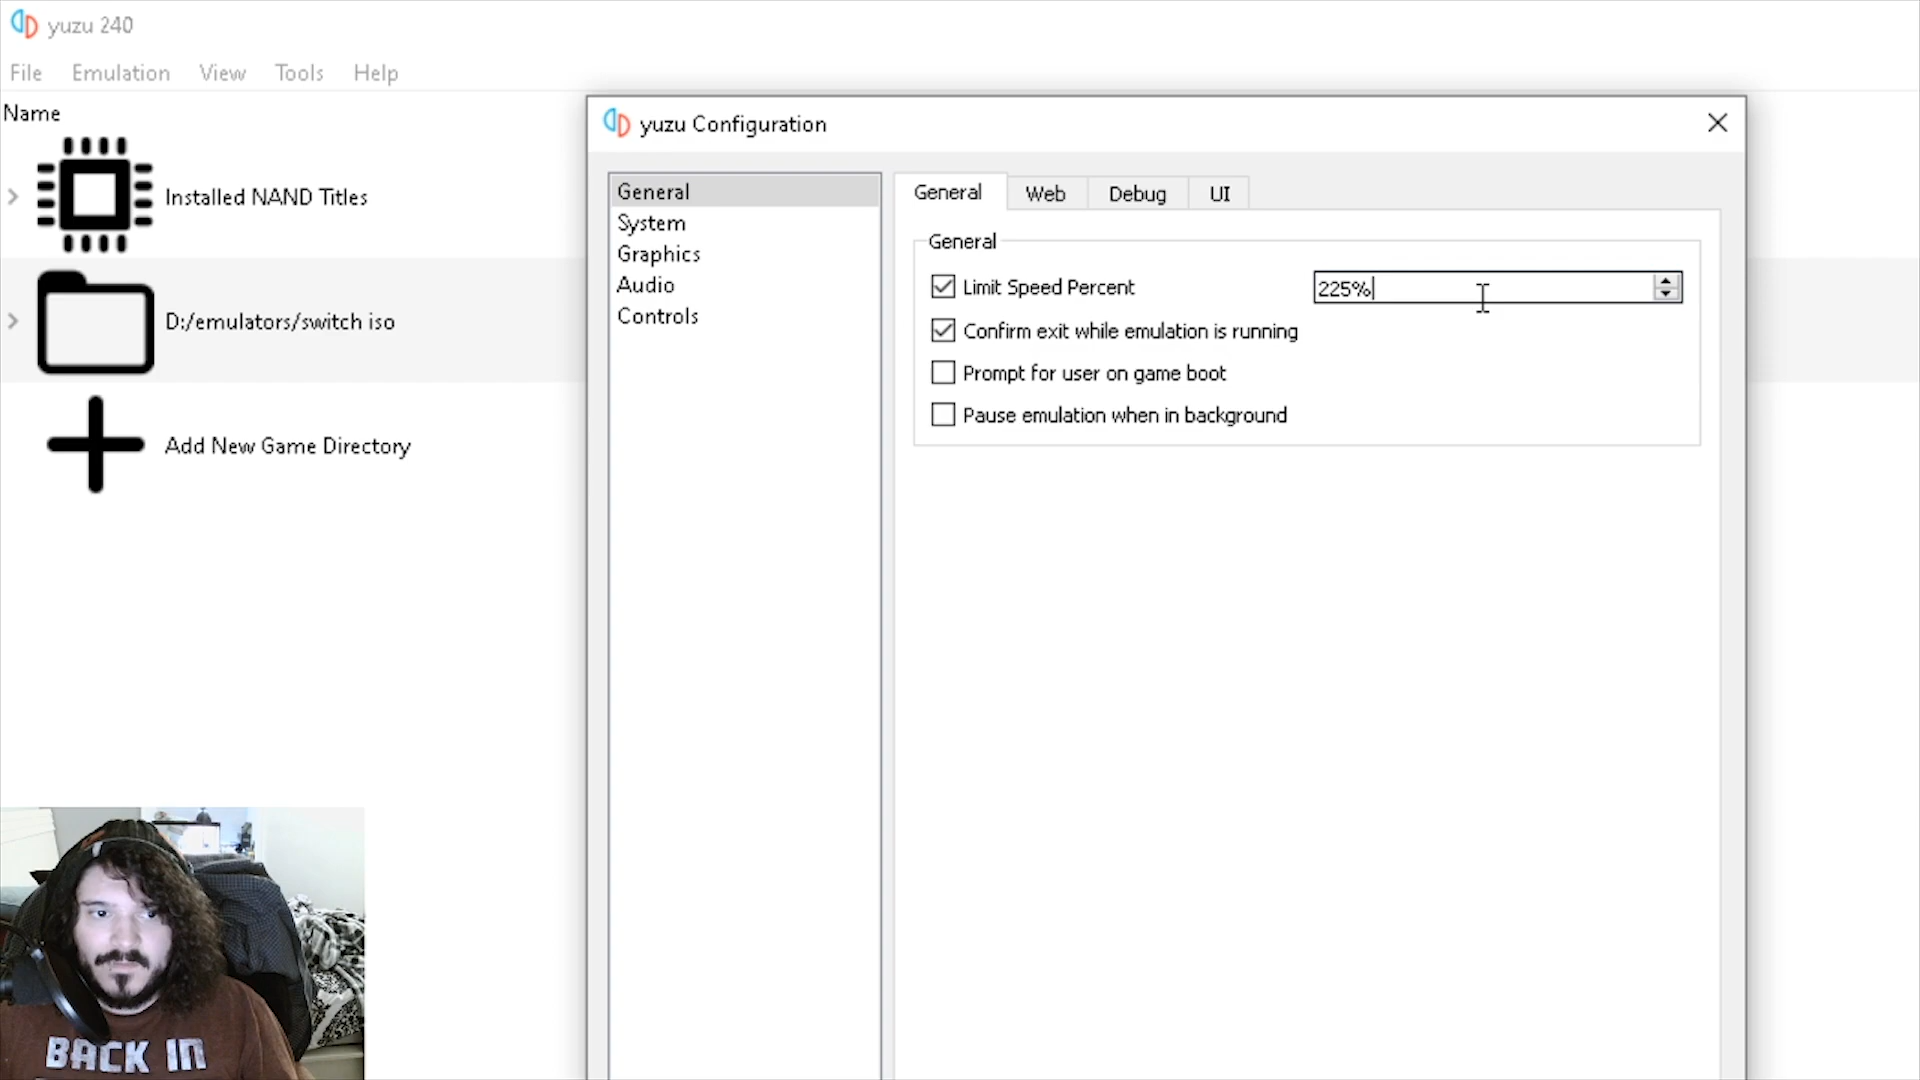 yuzu 240
File Emulation View Tools Help
Name
Installed NAND Titles
D:/emulators/switch iso
Add New Game Directory
yuzu Configuration
General
System
Graphics
Audio
Controls
General Web Debug UI
General
Limit Speed Percent 225%
Confirm exit while emulation is running
Prompt for user on game boot
Pause emulation when in background
BACK IN